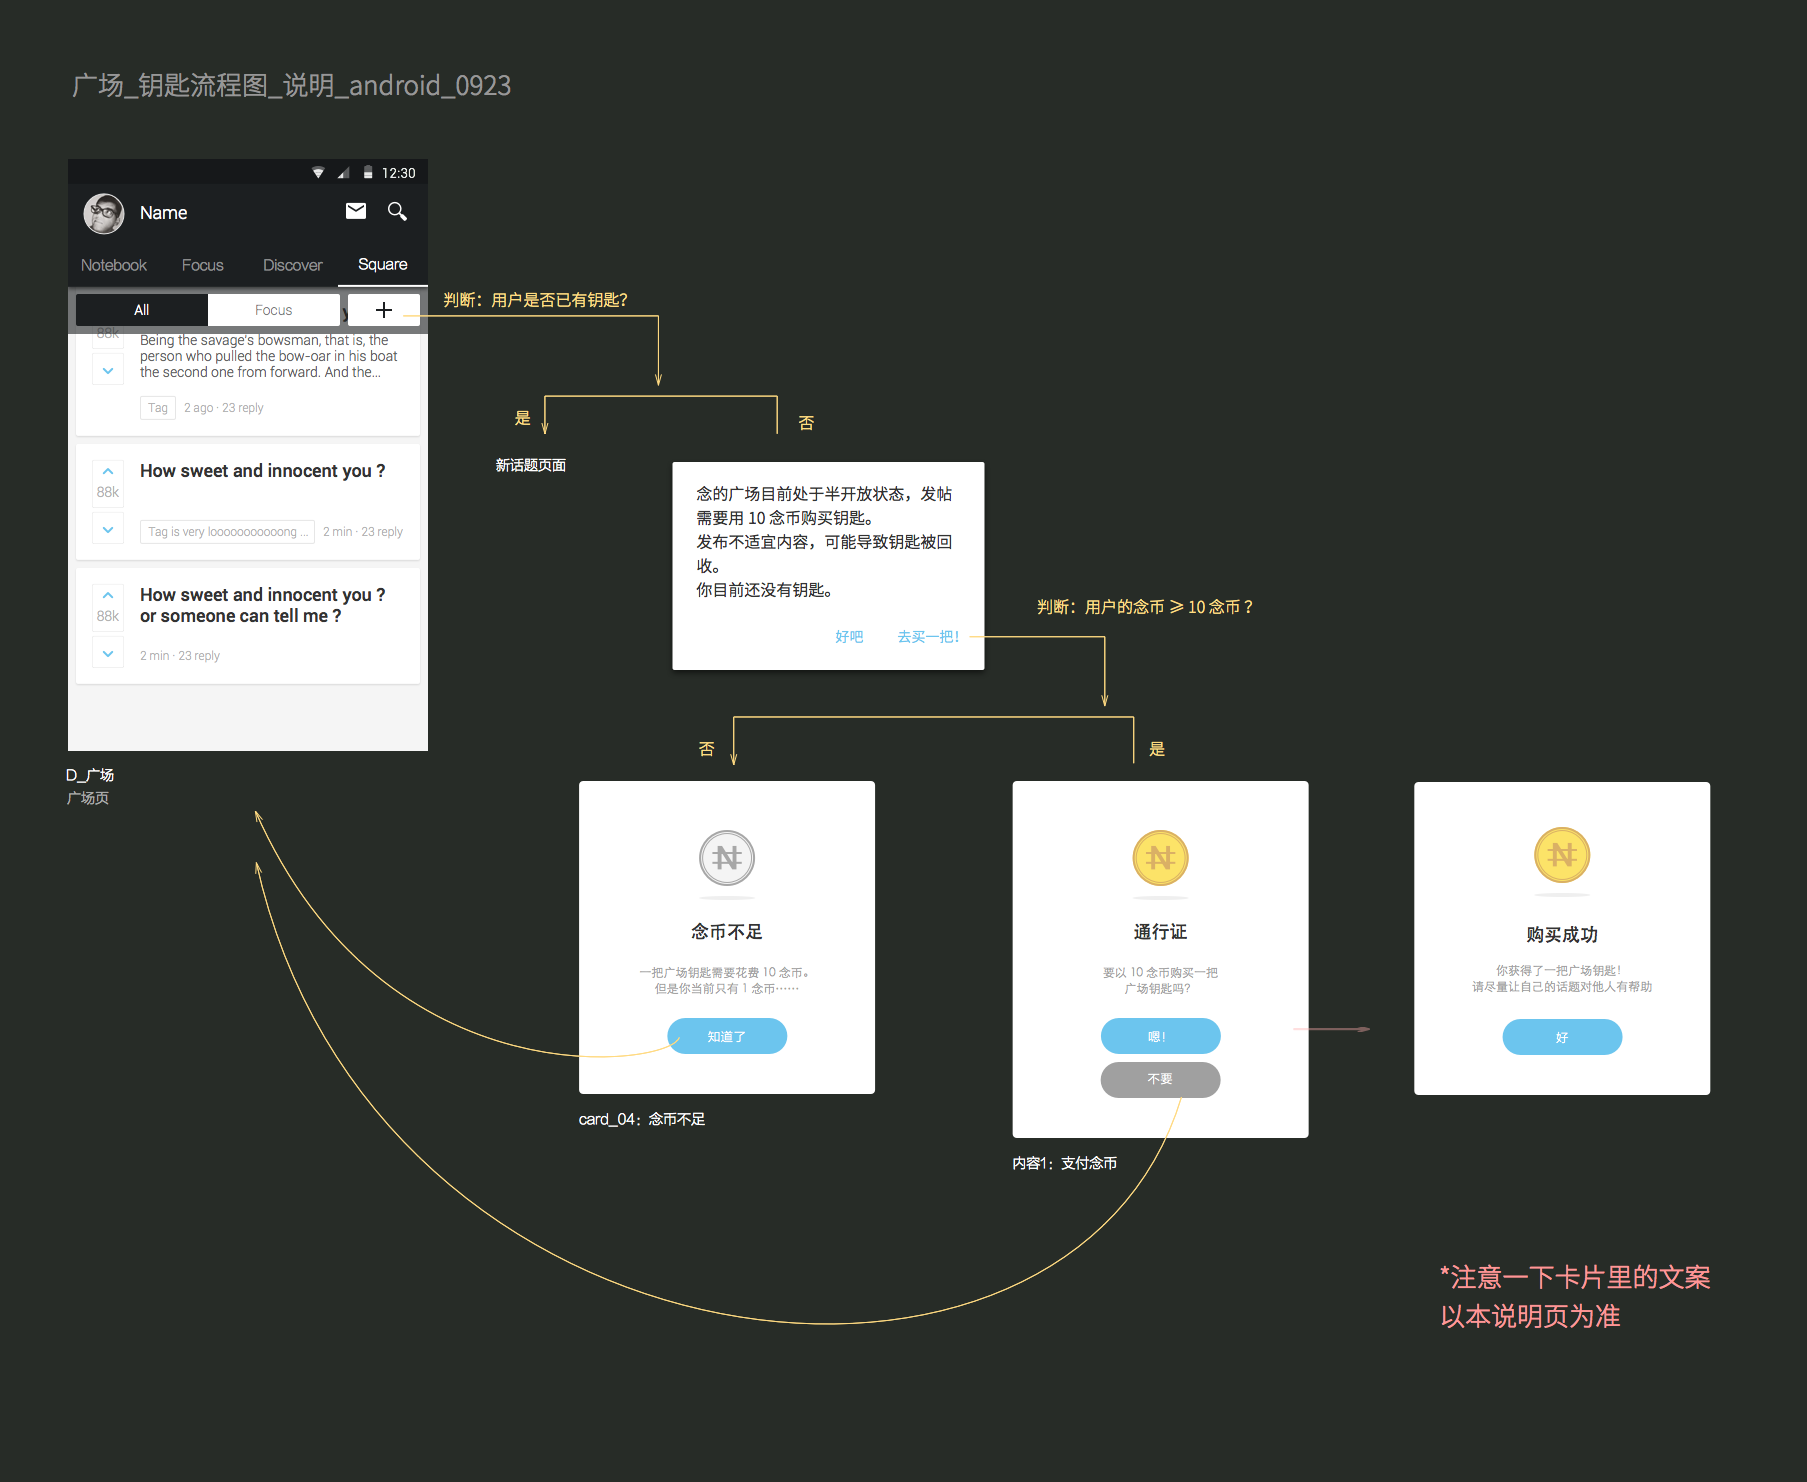 广场_钥匙流程图_说明_android_0923
12:30
Name
Notebook Focus Discover Square
All Focus +
88k
Being the savage's bowsman, that is, the
person who pulled the bow-oar in his boat
the second one from forward. And the...
Tag 2 ago · 23 reply
How sweet and innocent you ?
88k
Tag is very looooooooooong ... 2 min · 23 reply
How sweet and innocent you ?
or someone can tell me ?
88k
2 min · 23 reply
D_广场
广场页
判断：用户是否已有钥匙？
是
否
新话题页面
念的广场目前处于半开放状态，发帖
需要用 10 念币购买钥匙。
发布不适宜内容，可能导致钥匙被回
收。
你目前还没有钥匙。
好吧 去买一把！
判断：用户的念币 ≥ 10 念币 ?
否
是
念币不足
一把广场钥匙需要花费 10 念币。
但是你当前只有 1 念币……
知道了
card_04：念币不足
通行证
要以 10 念币购买一把
广场钥匙吗？
嗯！
不要
内容1：支付念币
购买成功
你获得了一把广场钥匙！
请尽量让自己的话题对他人有帮助
好
*注意一下卡片里的文案
以本说明页为准